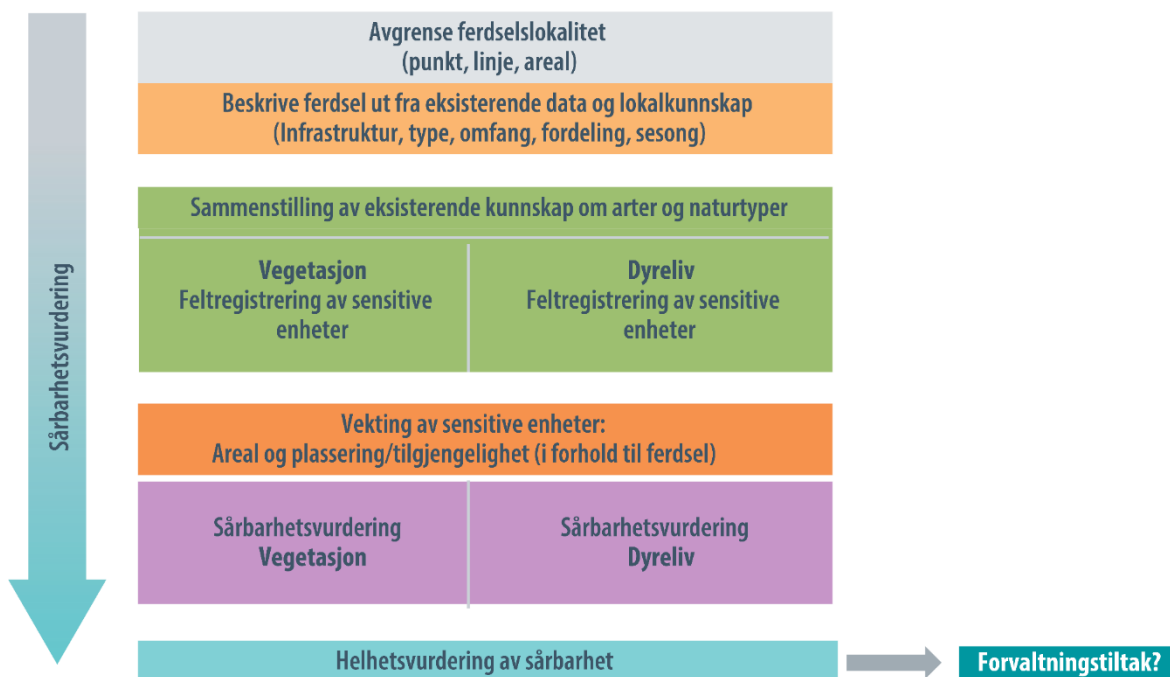 Avgrense ferdselslokalitet
(punkt, linje, areal)
Beskrive ferdsel ut fra eksisterende data og lokalkunnskap
(Infrastruktur, type, omfang, fordeling, sesong)
Sammenstilling av eksisterende kunnskap om arter og naturtyper
Vegetasjon
Feltregistrering av sensitive
enheter
Dyreliv
Feltregistrering av sensitive
enheter
Sårbarhetsvurdering
Vekting av sensitive enheter:
Areal og plassering/tilgjengelighet (i forhold til ferdsel)
Sårbarhetsvurdering
Vegetasjon
Sårbarhetsvurdering
Dyreliv
Helhetsvurdering av sårbarhet
Forvaltningstiltak?